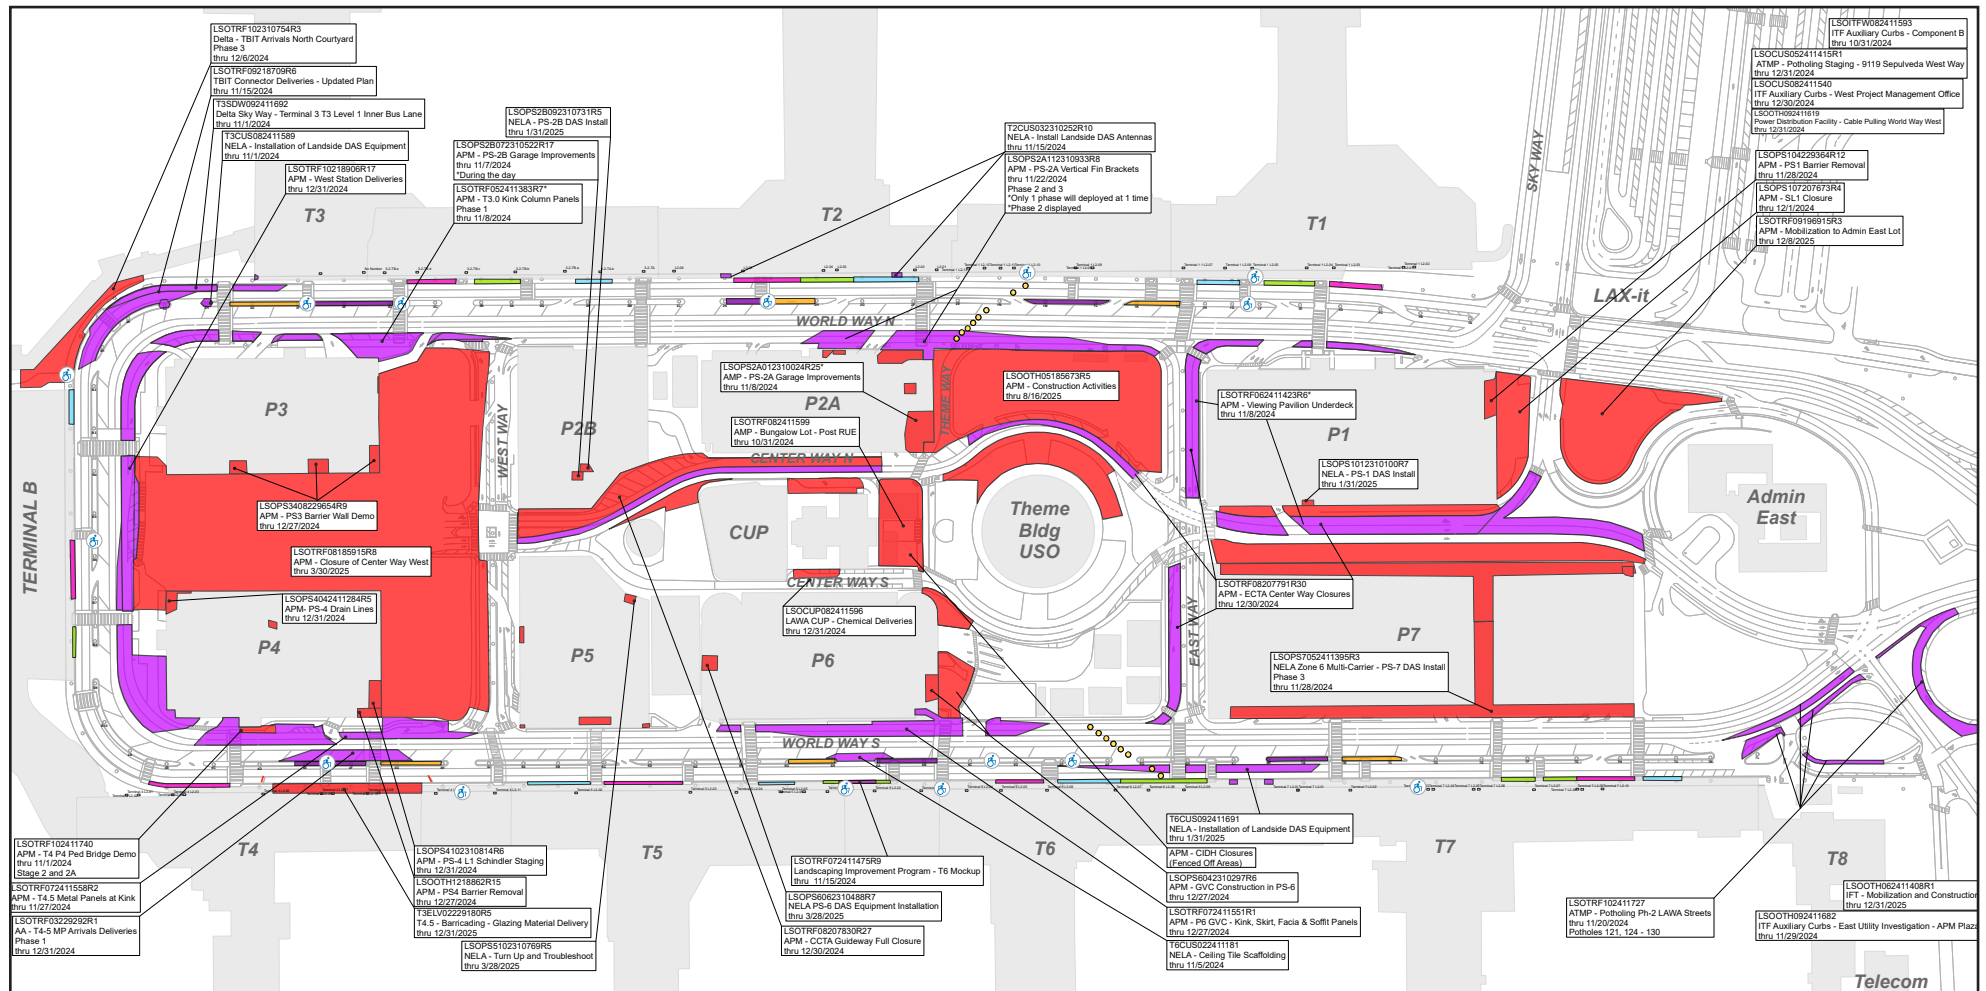 LSOTRF102310754R3
Delta - TBIT Arrivals North Courtyard
Phase 3
thru 12/6/2024
LSOTRF09218709R6
TBIT Connector Deliveries - Updated Plan
thru 11/15/2024
T3SDW092411692
Delta Sky Way - Terminal 3 T3 Level 1 Inner Bus Lane
thru 11/1/2024
T3CUS082411589
NELA - Installation of Landside DAS Equipment
thru 11/1/2024
LSOTRF10218906R17
APM - West Station Deliveries
thru 12/31/2024
LSOPS2B092310731R5
NELA - PS-2B DAS Install
thru 1/31/2025
LSOPS2B072310522R17
APM - PS-2B Garage Improvements
thru 11/7/2024
*During the day
LSOTRF052411383R7*
APM - T3.0 Kink Column Panels
Phase 1
thru 11/8/2024
T2CUS032310252R10
NELA - Install Landside DAS Antennas
thru 11/15/2024
LSOPS2A112310933R8
APM - PS-2A Vertical Fin Brackets
thru 11/22/2024
Phase 2 and 3
*Only 1 phase will deployed at 1 time
*Phase 2 displayed
LSOITFW082411593
ITF Auxiliary Curbs - Component B
thru 10/31/2024
LSOCUS052411415R1
ATMP - Potholing Staging - 9119 Sepulveda West Way
thru 12/31/2024
LSOCUS082411540
ITF Auxiliary Curbs - West Project Management Office
thru 12/30/2024
LSOOTH092411619
Power Distribution Facility - Cable Pulling World Way West
thru 12/31/2024
LSOPS104229364R12
APM - PS1 Barrier Removal
thru 11/28/2024
LSOPS107207673R4
APM - SL1 Closure
thru 12/1/2024
LSOTRF09196915R3
APM - Mobilization to Admin East Lot
thru 12/8/2025
T3
T2
T1
SKY WAY
LAX-it
WORLD WAY N
LSOPS2A012310024R25*
AMP - PS-2A Garage Improvements
thru 11/8/2024
LSOOTH05185673R5
APM - Construction Activities
thru 8/16/2025
LSOTRF062411423R6*
APM - Viewing Pavilion Underdeck
thru 11/8/2024
P3
P2B
P2A
P1
WEST WAY
THEME WAY
LSOTRF082411599
AMP - Bungalow Lot - Post RUE
thru 10/31/2024
CENTER WAY N
LSOPS1012310100R7
NELA - PS-1 DAS Install
thru 1/31/2025
TERMINAL B
LSOPS3408229654R9
APM - PS3 Barrier Wall Demo
thru 12/27/2024
CUP
Theme
Bldg
USO
Admin
East
LSOTRF08185915R8
APM - Closure of Center Way West
thru 3/30/2025
CENTER WAY S
LSOPS4042411284R5
APM- PS-4 Drain Lines
thru 12/31/2024
LSOCUP082411596
LAWA CUP - Chemical Deliveries
thru 12/31/2024
LSOTRF08207791R30
APM - ECTA Center Way Closures
thru 12/30/2024
EAST WAY
P4
P5
P6
P7
LSOPS7052411395R3
NELA Zone 6 Multi-Carrier - PS-7 DAS Install
Phase 3
thru 11/28/2024
WORLD WAY S
LSOTRF102411740
APM - T4 P4 Ped Bridge Demo
thru 11/1/2024
Stage 2 and 2A
LSOTRF072411558R2
APM - T4.5 Metal Panels at Kink
thru 11/27/2024
LSOTRF03229292R1
AA - T4-5 MP Arrivals Deliveries
Phase 1
thru 12/31/2024
T4
LSOPS4102310814R6
APM - PS-4 L1 Schindler Staging
thru 12/31/2024
LSOOTH1218862R15
APM - PS4 Barrier Removal
thru 12/27/2024
T3ELV02229180R5
T4.5 - Barricading - Glazing Material Delivery
thru 12/31/2025
LSOPS5102310769R5
NELA - Turn Up and Troubleshoot
thru 3/28/2025
T5
LSOTRF072411475R9
Landscaping Improvement Program - T6 Mockup
thru 11/15/2024
LSOPS6062310488R7
NELA PS-6 DAS Equipment Installation
thru 3/28/2025
LSOTRF08207830R27
APM - CCTA Guideway Full Closure
thru 12/30/2024
T6
T6CUS092411691
NELA - Installation of Landside DAS Equipment
thru 1/31/2025
APM - CIDH Closures
(Fenced Off Areas)
LSOPS6042310297R6
APM - GVC Construction in PS-6
thru 12/27/2024
LSOTRF072411551R1
APM - P6 GVC - Kink, Skirt, Facia & Soffit Panels
thru 12/27/2024
T6CUS022411181
NELA - Ceiling Tile Scaffolding
thru 11/5/2024
T7
T8
LSOTRF102411727
ATMP - Potholing Ph-2 LAWA Streets
thru 11/20/2024
Potholes 121, 124 - 130
LSOOTH062411408R1
IFT - Mobilization and Construction
thru 12/31/2025
LSOOTH092411682
ITF Auxiliary Curbs - East Utility Investigation - APM Plaza
thru 11/29/2024
Telecom